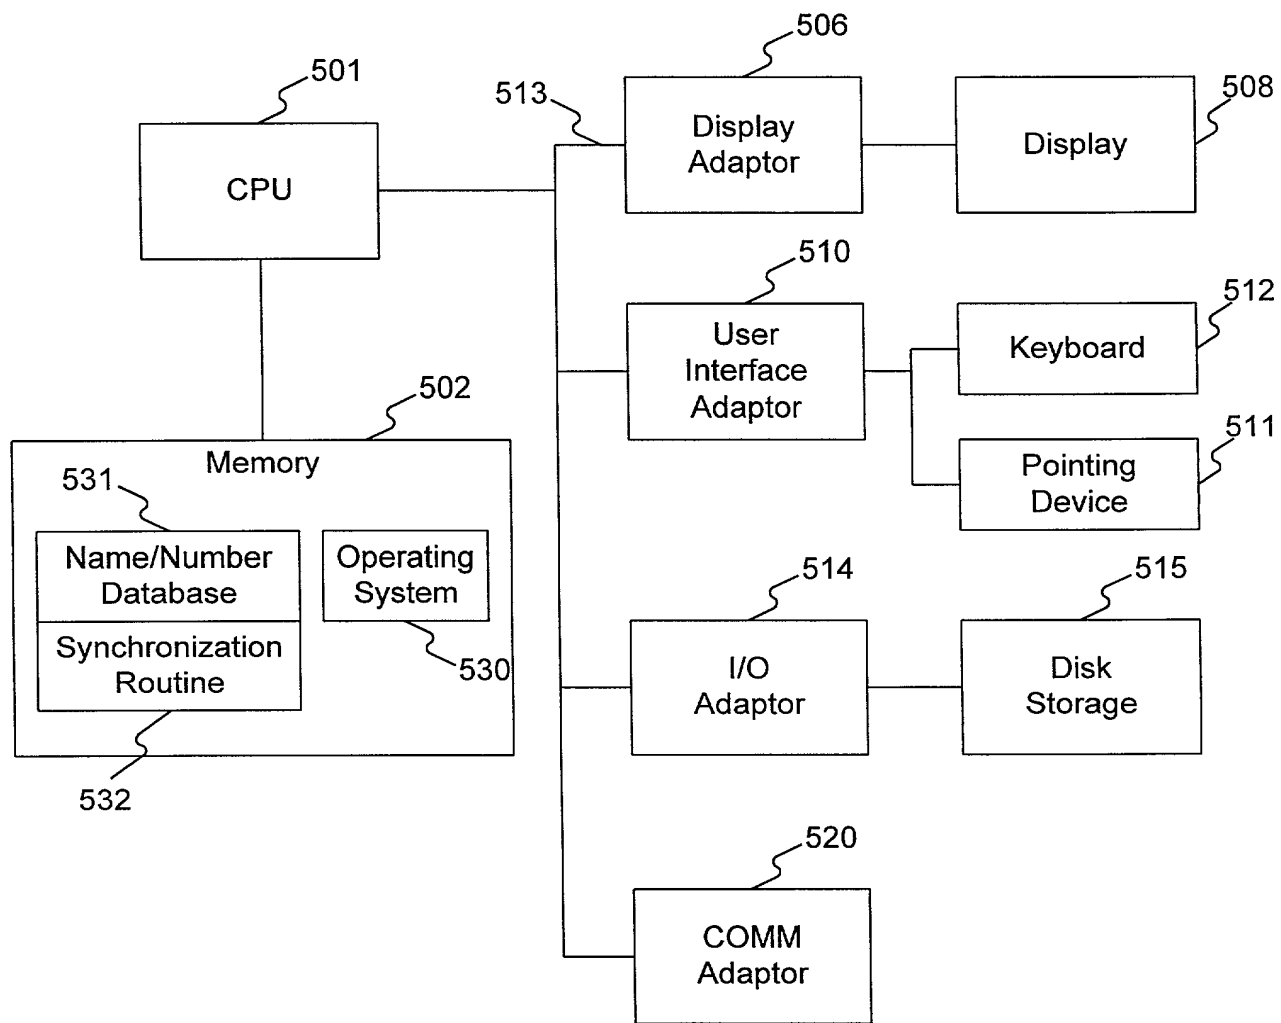 506
501
513
508
Display
Adaptor
Display
CPU
510
512
User
Interface
Adaptor
Keyboard
502
511
Memory
Pointing
Device
531
Name/Number
Database
Operating
System
514
515
Synchronization
Routine
530
I/O
Adaptor
Disk
Storage
532
520
COMM
Adaptor